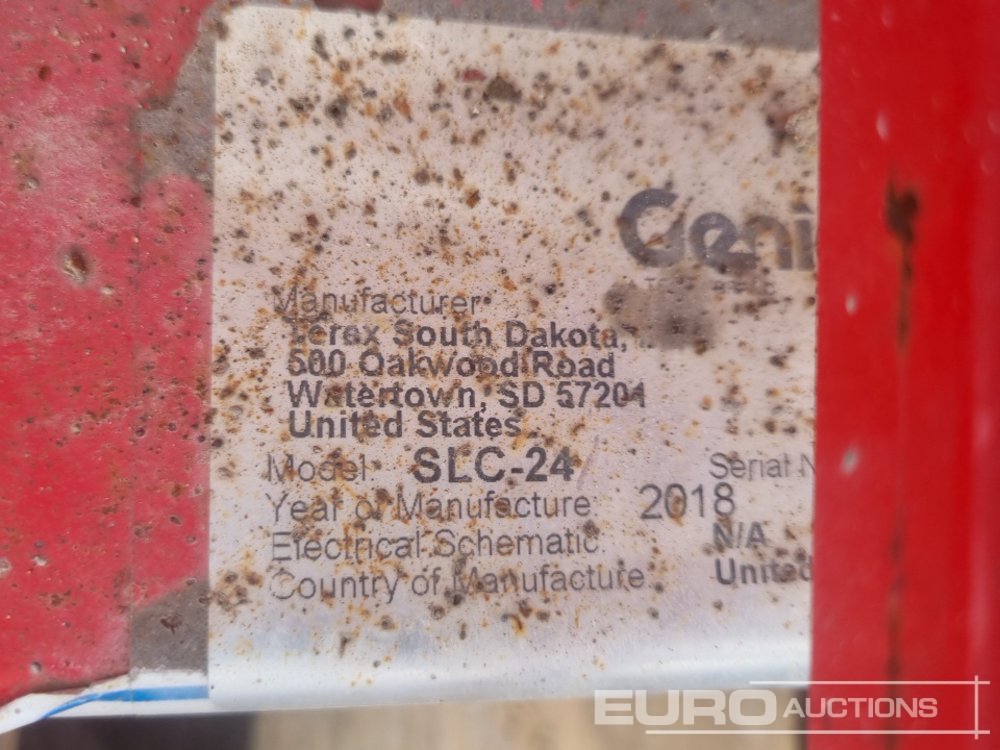 Geni
Manufacturer
Terex South Dakota,
500 Oakwood Road
Watertown, SD 57201
United States
Model: SLC-24 Serial N
Year of Manufacture: 2018
Electrical Schematic: N/A
Country of Manufacture: United
EURO AUCTIONS